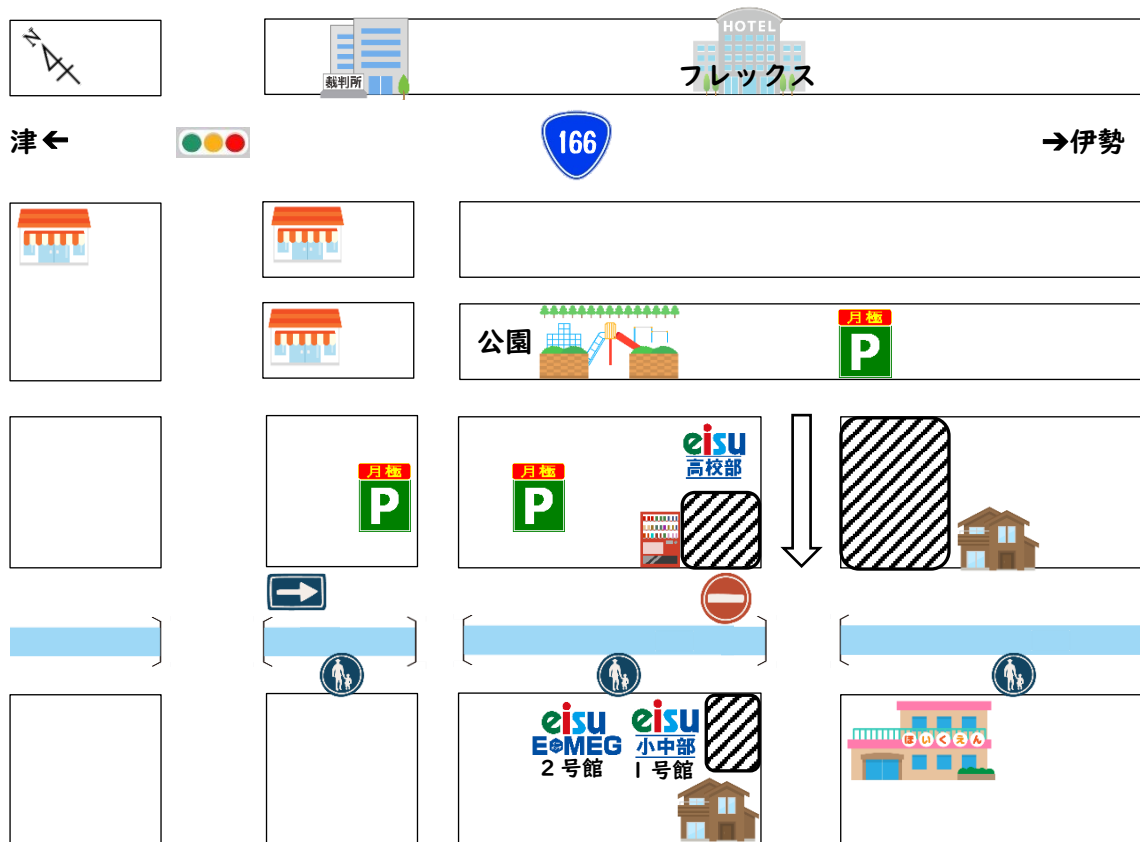 N
裁判所
HOTEL
フレックス
津←
166
→伊勢
公園
月極
P
eisu
高校部
月極
P
月極
P
eisu
E-MEG
2号館
eisu
小中部
1号館
ほいくえん